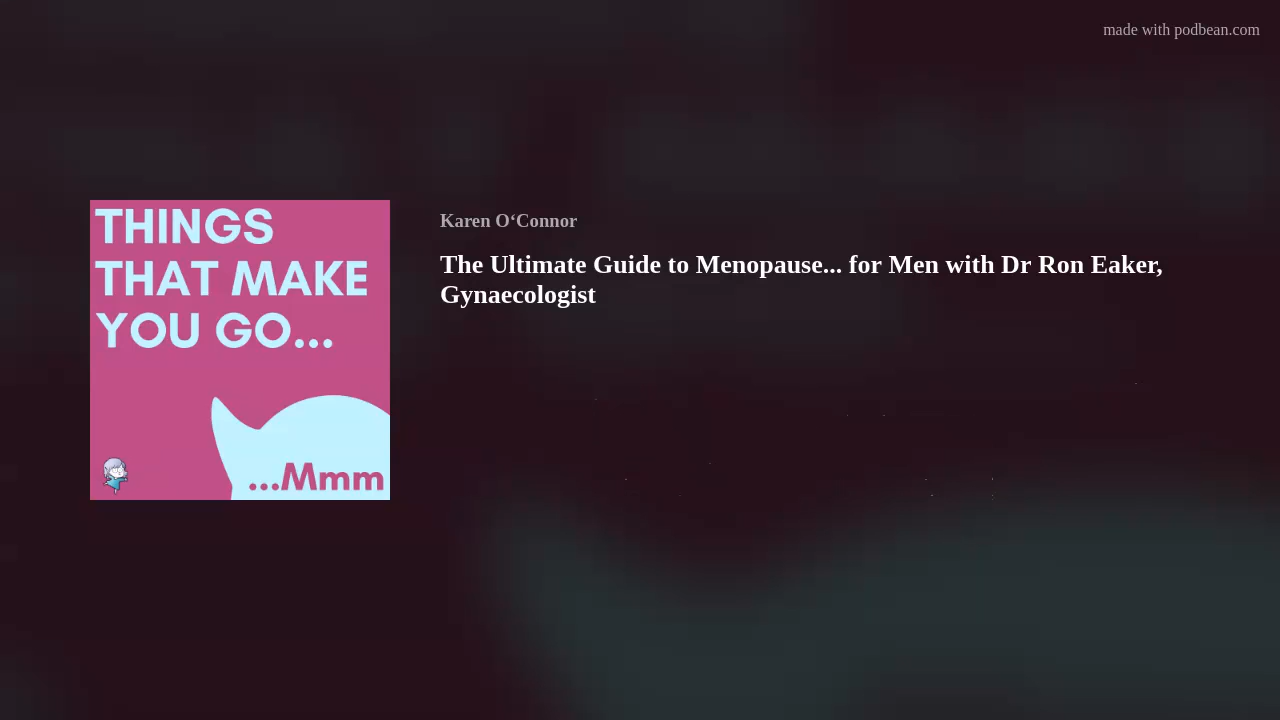 made with podbean.com
THINGS
THAT MAKE
YOU GO...
...Mmm
Karen O‘Connor
The Ultimate Guide to Menopause... for Men with Dr Ron Eaker,
Gynaecologist